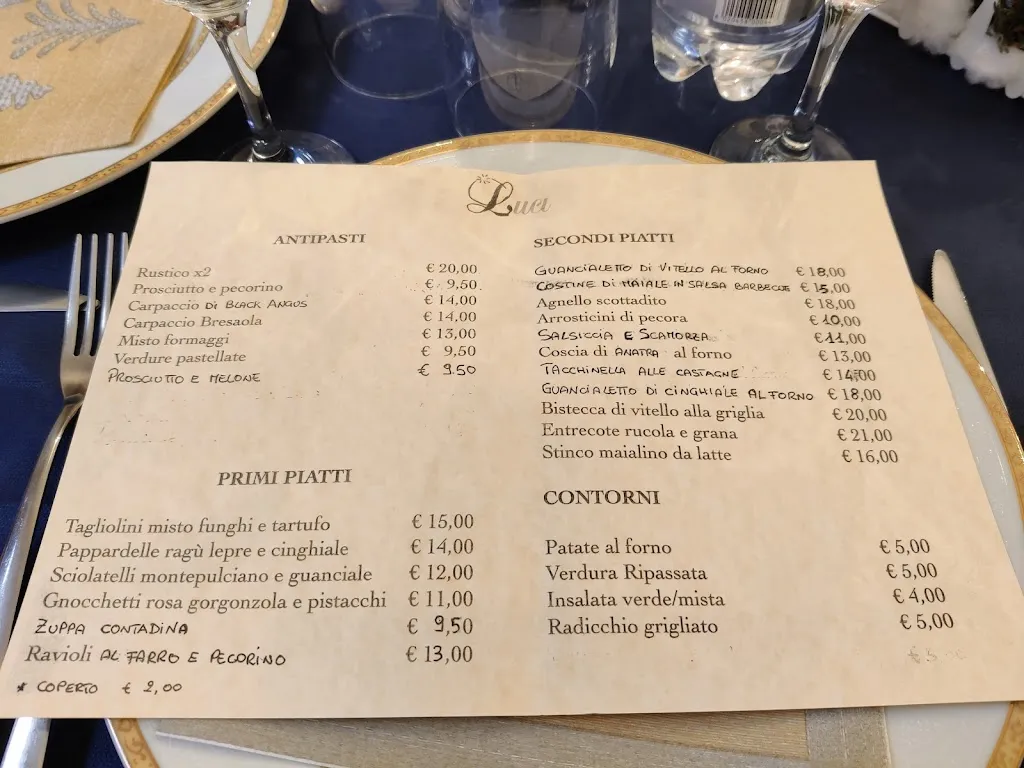 Luci
ANTIPASTI
Rustico x2 € 20,00
Prosciutto e pecorino € 9,50
Carpaccio DI BLACK ANGUS € 14,00
Carpaccio Bresaola € 14,00
Misto formaggi € 13,00
Verdure pastellate € 9,50
PROSCIUTTO E MELONE € 9.50
PRIMI PIATTI
Tagliolini misto funghi e tartufo € 15,00
Pappardelle ragù lepre e cinghiale € 14,00
Sciolatelli montepulciano e guanciale € 12,00
Gnocchetti rosa gorgonzola e pistacchi € 11,00
ZUPPA CONTADINA € 9,50
Ravioli AL FARRO E PECORINO € 13,00
* COPERTO € 2,00
SECONDI PIATTI
GUANCIALETTO DI VITELLO AL FORNO € 18,00
COSTINE DI MAIALE IN SALSA BARBECUE € 15,00
Agnello scottadito € 18,00
Arrosticini di pecora € 10,00
SALSICCIA E SCAMORZA € 11,00
Coscia di ANATRA al forno € 13,00
TACCHINELLA ALLE CASTAGNE € 14,00
GUANCIALETTO DI CINGHIALE AL FORNO € 18,00
Bistecca di vitello alla griglia € 20,00
Entrecote rucola e grana € 21,00
Stinco maialino da latte € 16,00
CONTORNI
Patate al forno € 5,00
Verdura Ripassata € 5,00
Insalata verde/mista € 4,00
Radicchio grigliato € 5,00